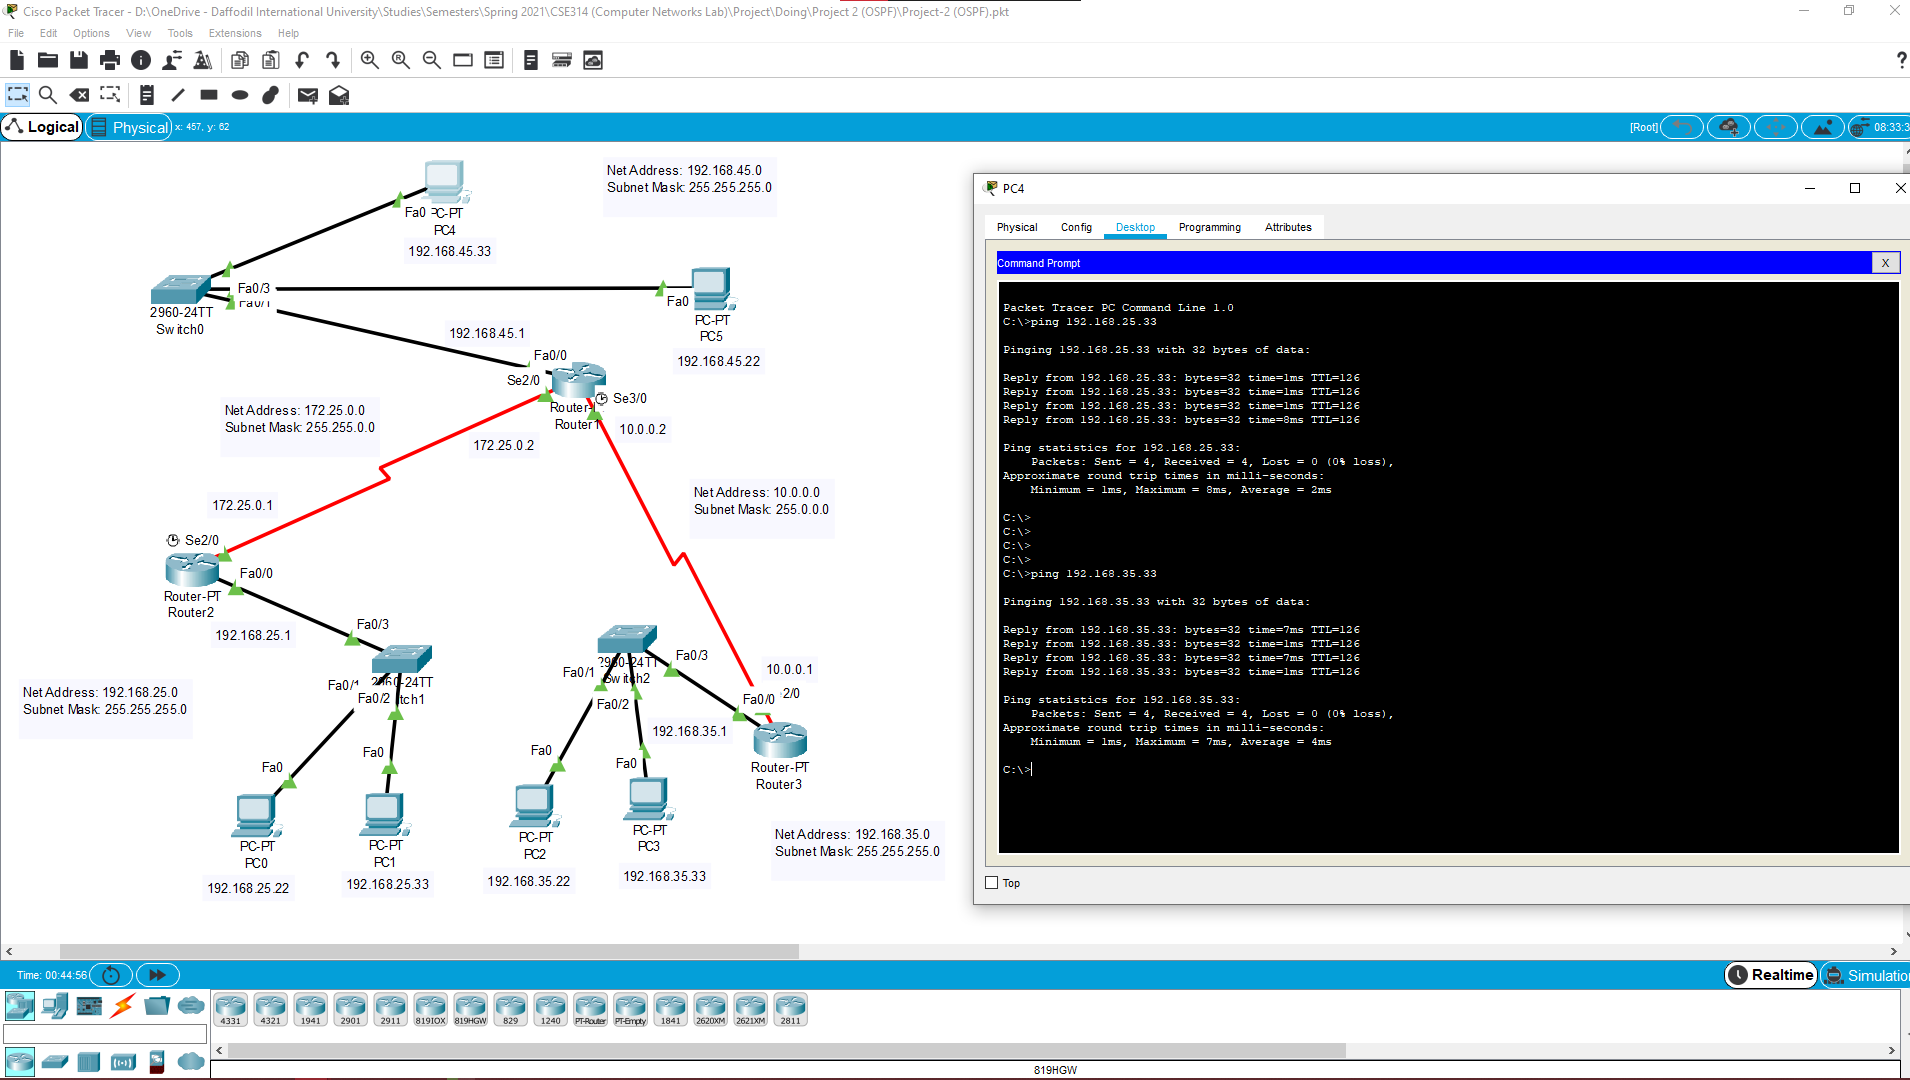 Cisco Packet Tracer - D:\OneDrive - Daffodil International University\Studies\Semesters\Spring 2021\CSE314 (Computer Networks Lab)\Project\Doing\Project 2 (OSPF)\Project-2 (OSPF).pkt
File Edit Options View Tools Extensions Help
?
Logical Physical x: 457, y: 62
[Root] 08:33:3
Net Address: 192.168.45.0
Subnet Mask: 255.255.255.0
Fa0 PC-PT
PC4
192.168.45.33
Fa0/3
Fa0/1
2960-24TT
Switch0
Fa0
PC-PT
PC5
192.168.45.22
192.168.45.1
Fa0/0
Se2/0
Se3/0
Router-
Router1
10.0.0.2
172.25.0.2
Net Address: 172.25.0.0
Subnet Mask: 255.255.0.0
Net Address: 10.0.0.0
Subnet Mask: 255.0.0.0
172.25.0.1
Se2/0
Fa0/0
Router-PT
Router2
192.168.25.1
Fa0/3
Net Address: 192.168.25.0
Subnet Mask: 255.255.255.0
Fa0/1
-24TT
Fa0/2 tch1
Fa0
Fa0
PC-PT
PC0
192.168.25.22
PC-PT
PC1
192.168.25.33
Fa0/1 2960-24TT Fa0/3
Switch2
Fa0/2
192.168.35.1
10.0.0.1
Fa0/0 2/0
Router-PT
Router3
Fa0
Fa0
PC-PT
PC2
192.168.35.22
PC-PT
PC3
192.168.35.33
Net Address: 192.168.35.0
Subnet Mask: 255.255.255.0
PC4
Physical Config Desktop Programming Attributes
Command Prompt X
Packet Tracer PC Command Line 1.0
C:\>ping 192.168.25.33
Pinging 192.168.25.33 with 32 bytes of data:
Reply from 192.168.25.33: bytes=32 time=1ms TTL=126
Reply from 192.168.25.33: bytes=32 time=1ms TTL=126
Reply from 192.168.25.33: bytes=32 time=1ms TTL=126
Reply from 192.168.25.33: bytes=32 time=8ms TTL=126
Ping statistics for 192.168.25.33:
Packets: Sent = 4, Received = 4, Lost = 0 (0% loss),
Approximate round trip times in milli-seconds:
Minimum = 1ms, Maximum = 8ms, Average = 2ms
C:\>
C:\>
C:\>
C:\>
C:\>ping 192.168.35.33
Pinging 192.168.35.33 with 32 bytes of data:
Reply from 192.168.35.33: bytes=32 time=7ms TTL=126
Reply from 192.168.35.33: bytes=32 time=1ms TTL=126
Reply from 192.168.35.33: bytes=32 time=7ms TTL=126
Reply from 192.168.35.33: bytes=32 time=1ms TTL=126
Ping statistics for 192.168.35.33:
Packets: Sent = 4, Received = 4, Lost = 0 (0% loss),
Approximate round trip times in milli-seconds:
Minimum = 1ms, Maximum = 7ms, Average = 4ms
C:\>
Top
Time: 00:44:56
Realtime Simulatio
4331 4321 1941 2901 2911 819IOX 819HGW 829 1240 PT-Router PT-Empty 1841 2620XM 2621XM 2811
819HGW